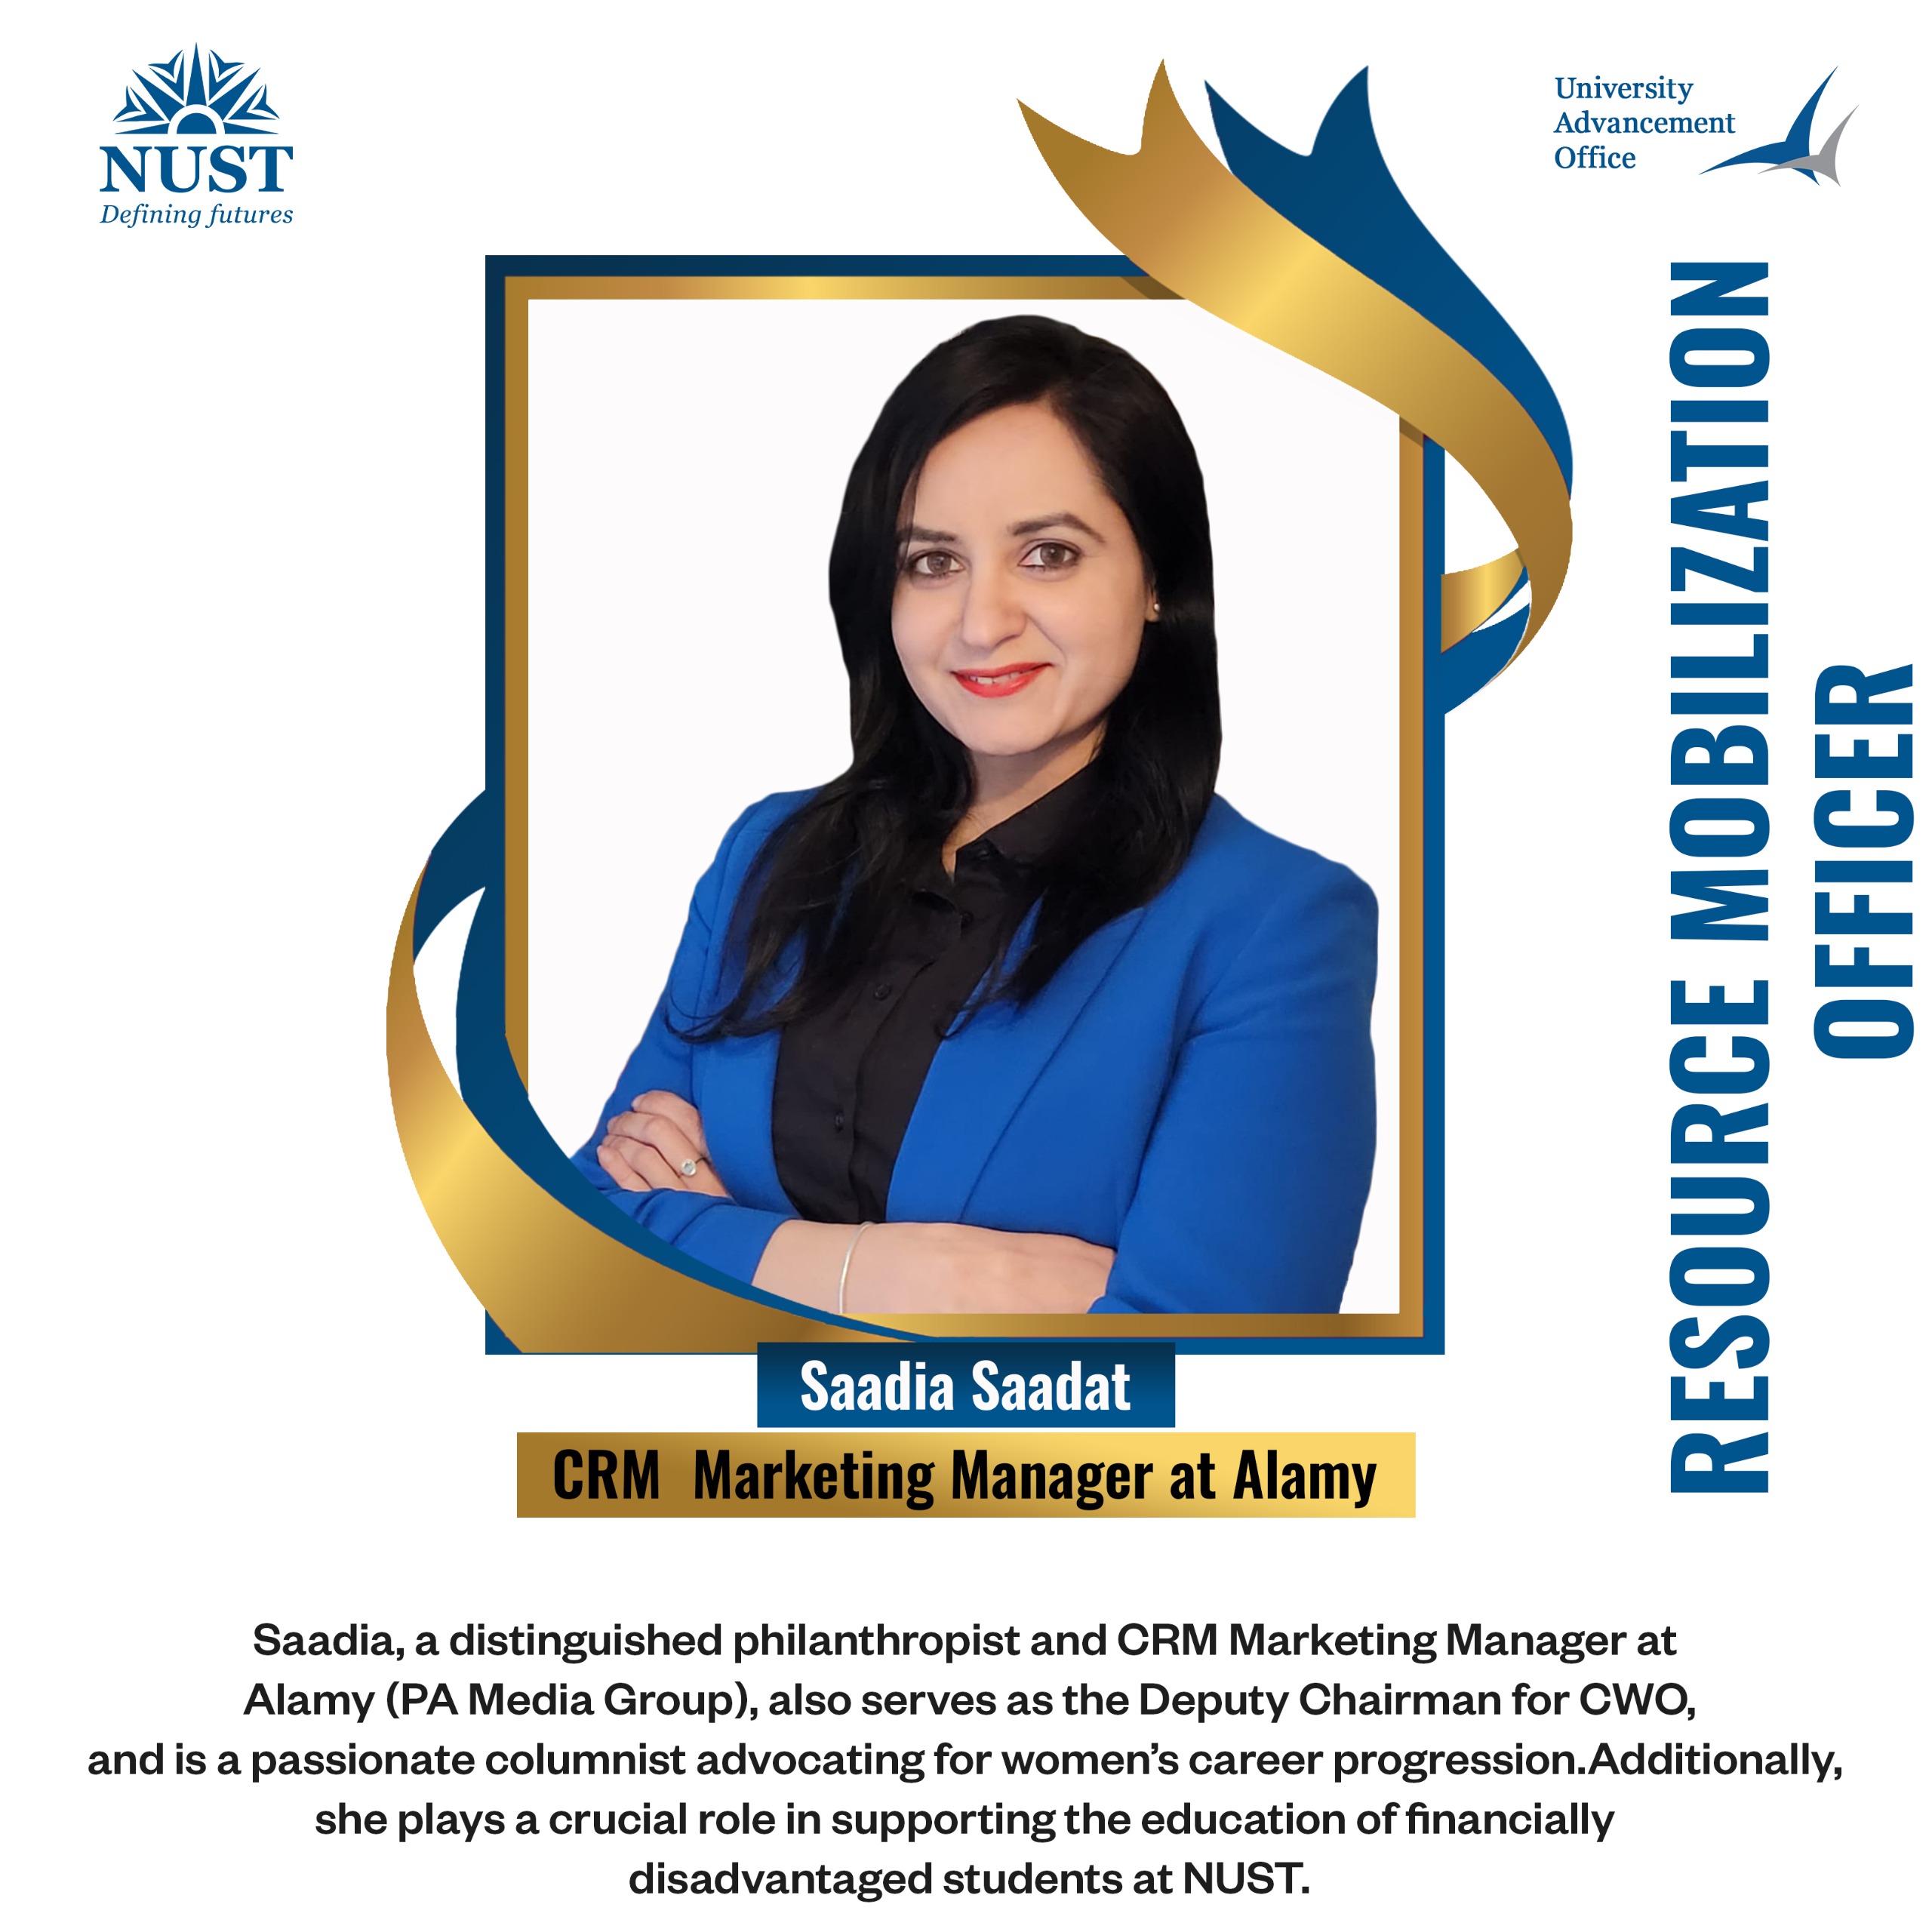 NUST
Defining futures
University
Advancement
Office
RESOURCE MOBILIZATION
OFFICER
Saadia Saadat
CRM Marketing Manager at Alamy
Saadia, a distinguished philanthropist and CRM Marketing Manager at
Alamy (PA Media Group), also serves as the Deputy Chairman for CWO,
and is a passionate columnist advocating for women’s career progression.Additionally,
she plays a crucial role in supporting the education of financially
disadvantaged students at NUST.